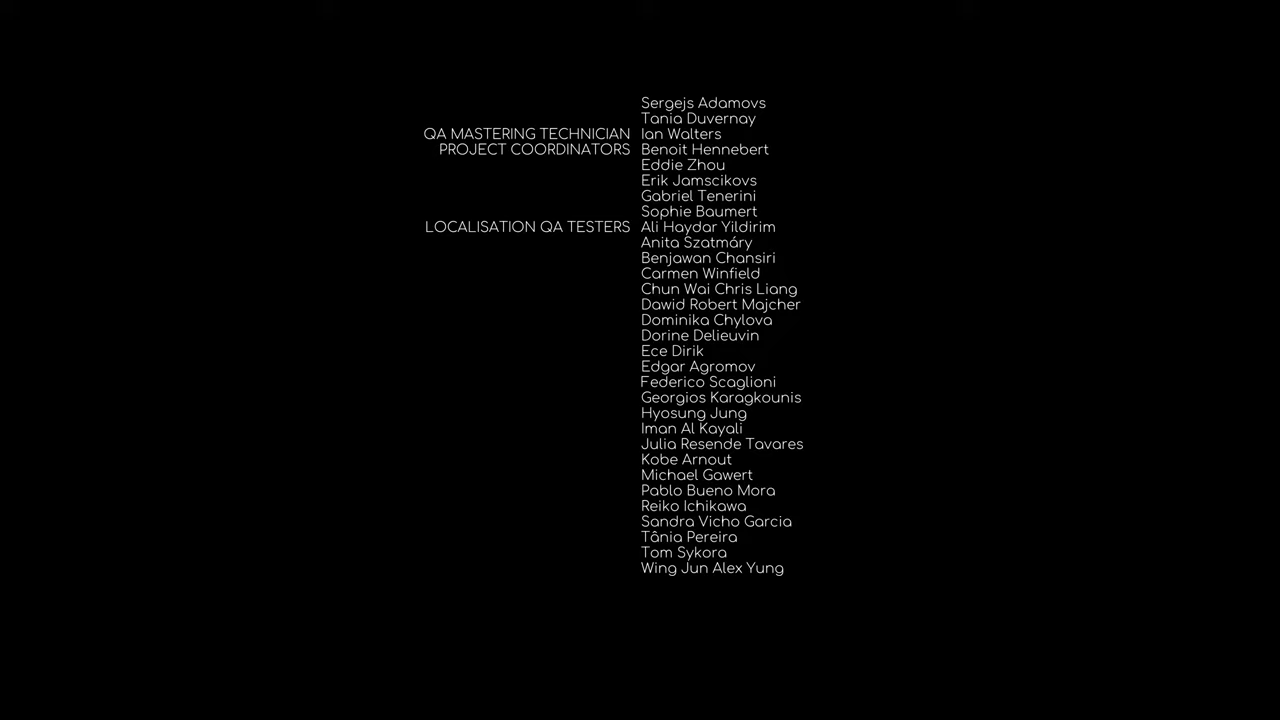 Sergejs Adamovs
Tania Duvernay
QA MASTERING TECHNICIAN Ian Walters
PROJECT COORDINATORS Benoit Hennebert
Eddie Zhou
Erik Jamscikovs
Gabriel Tenerini
Sophie Baumert
LOCALISATION QA TESTERS Ali Haydar Yildirim
Anita Szatmáry
Benjawan Chansiri
Carmen Winfield
Chun Wai Chris Liang
Dawid Robert Majcher
Dominika Chylova
Dorine Delieuvin
Ece Dirik
Edgar Agromov
Federico Scaglioni
Georgios Karagkounis
Hyosung Jung
Iman Al Kayali
Julia Resende Tavares
Kobe Arnout
Michael Gawert
Pablo Bueno Mora
Reiko Ichikawa
Sandra Vicho Garcia
Tânia Pereira
Tom Sykora
Wing Jun Alex Yung